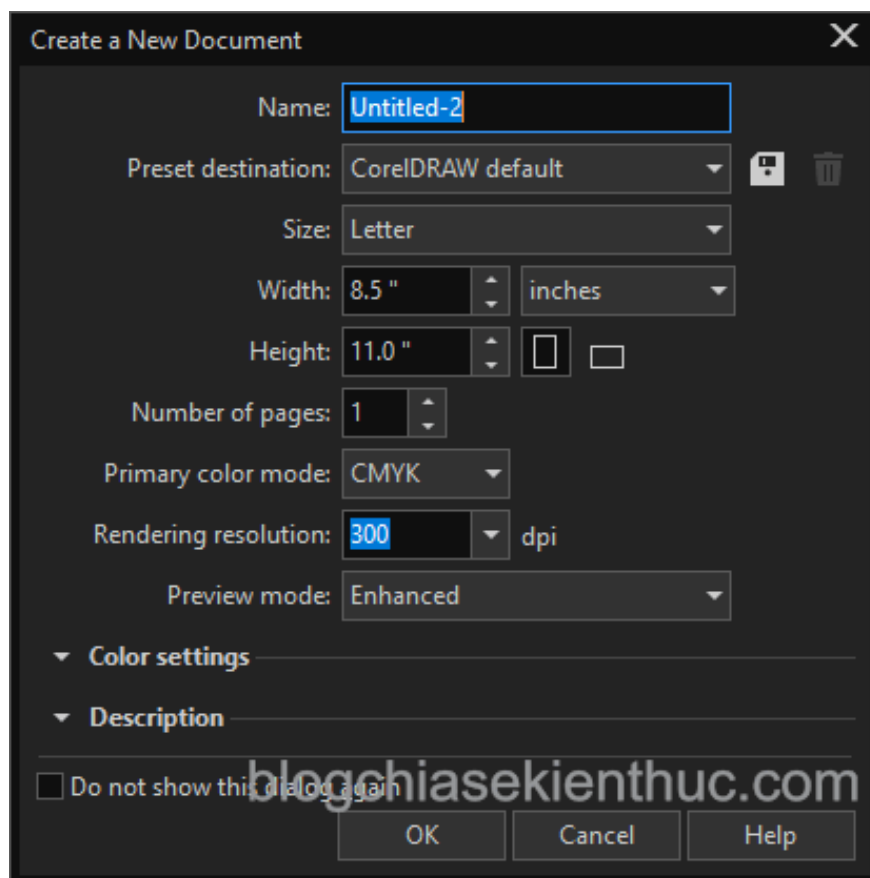 Create a New Document
Name: Untitled-2
Preset destination: CorelDRAW default
Size: Letter
Width: 8.5 " inches
Height: 11.0 "
Number of pages: 1
Primary color mode: CMYK
Rendering resolution: 300 dpi
Preview mode: Enhanced
Color settings
Description
Do not show this dialog again
blogchiasekienthuc.com
OK Cancel Help